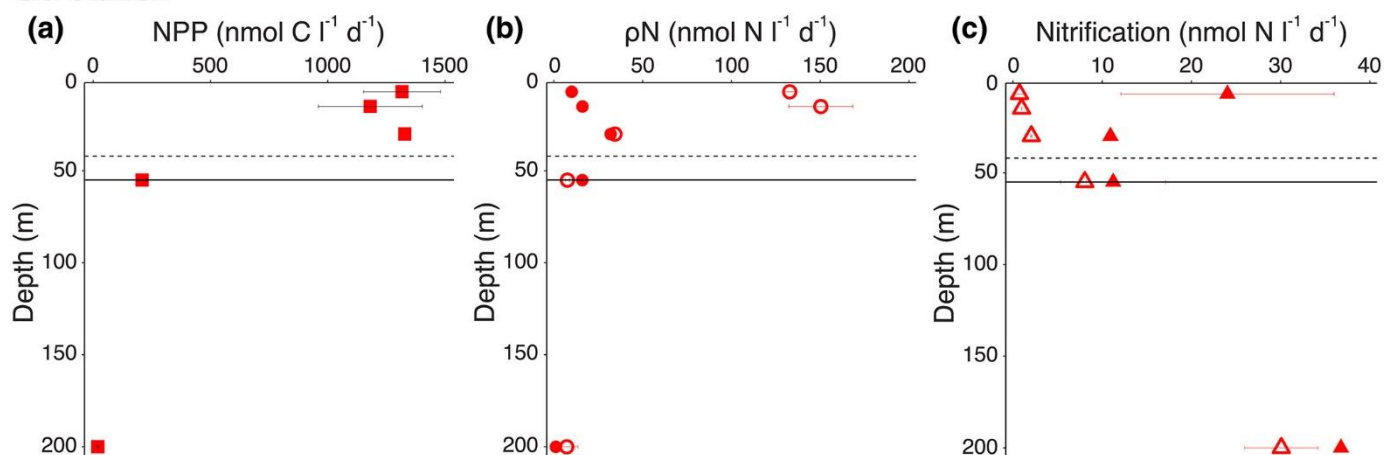 (a) NPP (nmol C l⁻¹ d⁻¹)
0 500 1000 1500
0
50
100
150
200
Depth (m)
(b) ρN (nmol N l⁻¹ d⁻¹)
0 50 100 150 200
0
50
100
150
200
Depth (m)
(c) Nitrification (nmol N l⁻¹ d⁻¹)
0 10 20 30 40
0
50
100
150
200
Depth (m)